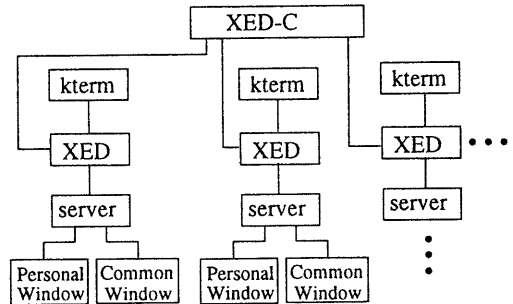 XED-C
kterm
kterm
kterm
XED
XED
XED
server
server
server
Personal
Window
Common
Window
Personal
Window
Common
Window